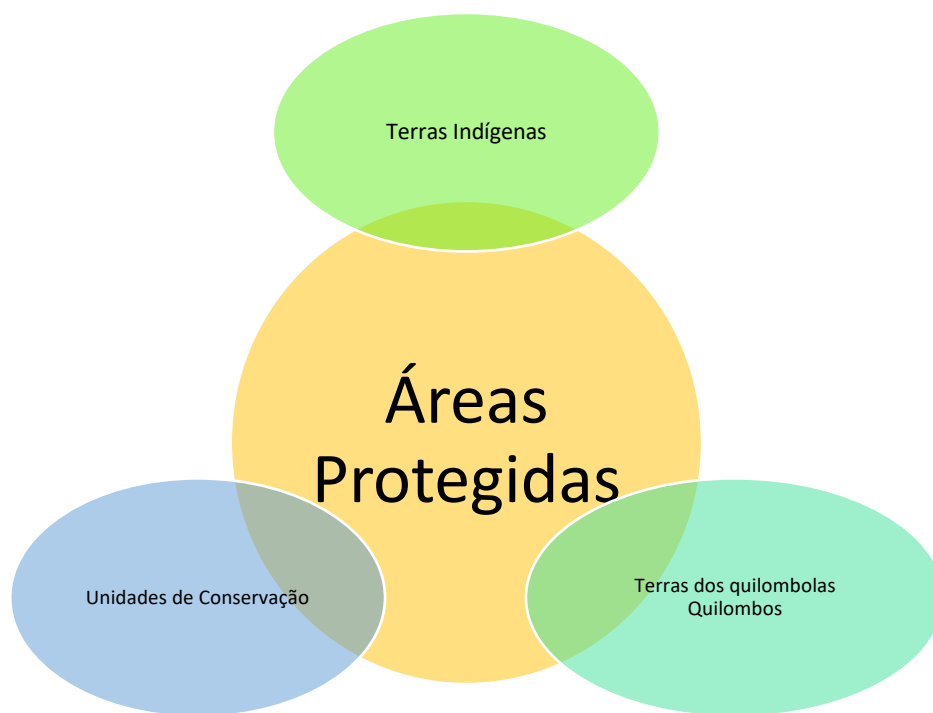 Terras Indígenas
Áreas
Protegidas
Unidades de Conservação
Terras dos quilombolas
Quilombos